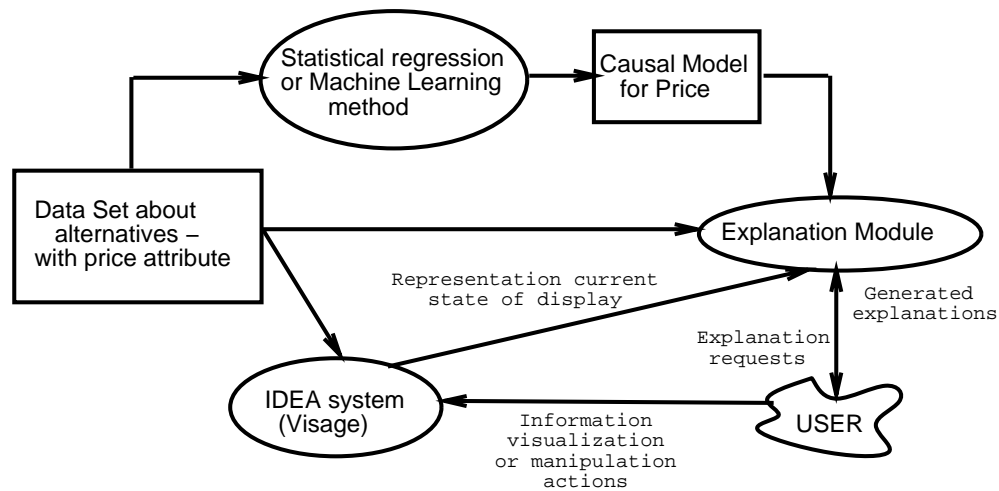 Statistical regression
or Machine Learning
method
Causal Model
for Price
Data Set about
alternatives –
with price attribute
Explanation Module
Representation current
state of display
Generated
explanations
Explanation
requests
IDEA system
(Visage)
Information
visualization
or manipulation
actions
USER